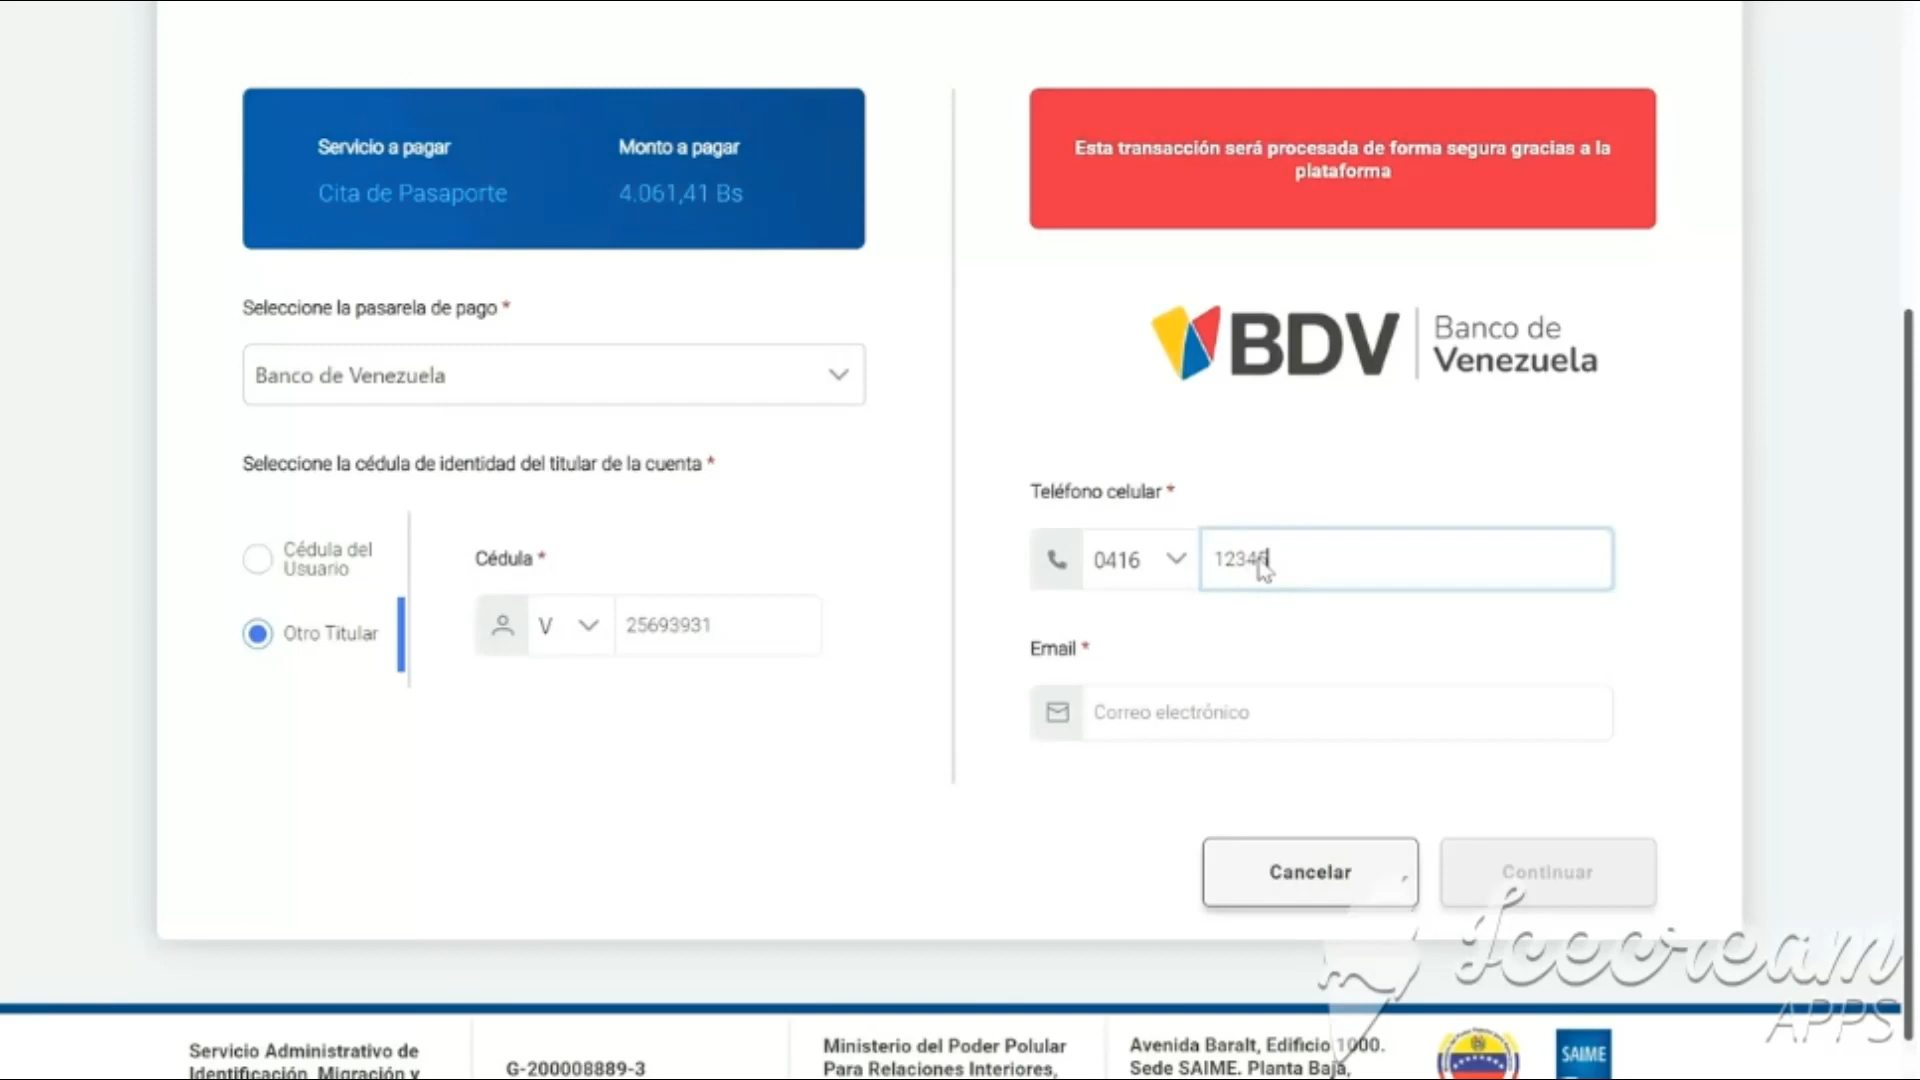 Servicio a pagar
Cita de Pasaporte
Monto a pagar
4.061,41 Bs
Seleccione la pasarela de pago *
Banco de Venezuela
Seleccione la cédula de identidad del titular de la cuenta *
Cédula del
Usuario
Otro Titular
Cédula *
V
25693931
Esta transacción será procesada de forma segura gracias a la
plataforma
BDV
Banco de
Venezuela
Teléfono celular *
0416
1234
Email *
Correo electrónico
Cancelar
Continuar
Icecream
APPS
Servicio Administrativo de
Identificación, Migración y
G-200008889-3
Ministerio del Poder Polular
Para Relaciones Interiores,
Avenida Baralt, Edificio 1000.
Sede SAIME. Planta Baja,
SAIME